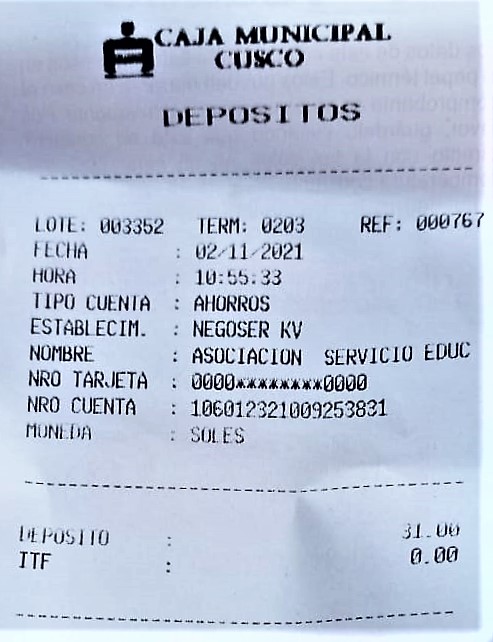 CAJA MUNICIPAL
CUSCO
DEPOSITOS
LOTE: 003352 TERM: 0203 REF: 000767
FECHA : 02/11/2021
HORA : 10:55:33
TIPO CUENTA : AHORROS
ESTABLECIM. : NEGOSER KV
NOMBRE : ASOCIACION SERVICIO EDUC
NRO TARJETA : 0000********0000
NRO CUENTA : 106012321009253831
MONEDA : SOLES
DEPOSITO : 31.00
ITF : 0.00